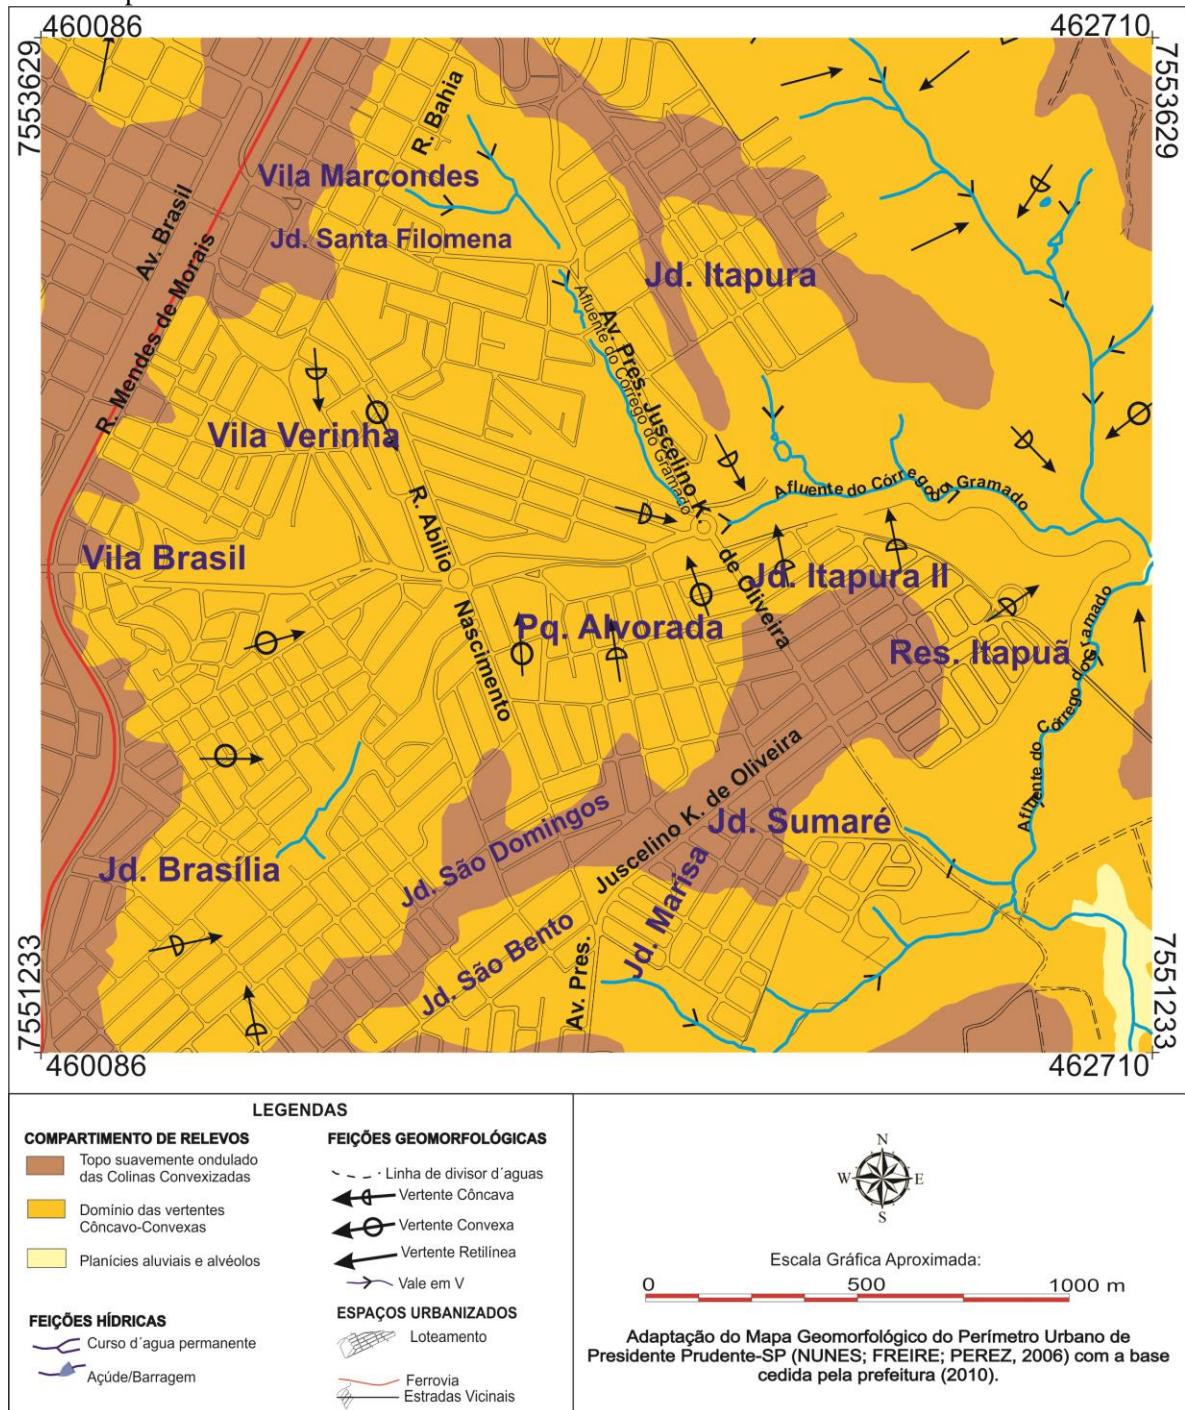 460086
462710
7553629
7553629
R. Bahia
Vila Marcondes
Av. Brasil
Jd. Santa Filomena
Jd. Itapura
R. Mendes de Morais
Av. Pres. Juscelino K.
Afluente do Córrego do Gramado
Vila Verinha
R. Abilio
Afluente do Córrego do Gramado
Vila Brasil
de Oliveira
Jd. Itapura II
Nascimento
Pq. Alvorada
Res. Itapuã
Afluente do Córrego do Gramado
Juscelino K. de Oliveira
Jd. Sumaré
Jd. São Domingos
Jd. Brasília
Jd. Marisa
Jd. São Bento
Av. Pres.
7551233
7551233
460086
462710
LEGENDAS
COMPARTIMENTO DE RELEVOS
Topo suavemente ondulado
das Colinas Convexizadas
Domínio das vertentes
Côncavo-Convexas
Planícies aluviais e alvéolos
FEIÇÕES HÍDRICAS
Curso d´agua permanente
Açúde/Barragem
FEIÇÕES GEOMORFOLÓGICAS
Linha de divisor d´aguas
Vertente Côncava
Vertente Convexa
Vertente Retilínea
Vale em V
ESPAÇOS URBANIZADOS
Loteamento
Ferrovia
Estradas Vicinais
N
W
E
S
Escala Gráfica Aproximada:
0 500 1000 m
Adaptação do Mapa Geomorfológico do Perímetro Urbano de
Presidente Prudente-SP (NUNES; FREIRE; PEREZ, 2006) com a base
cedida pela prefeitura (2010).